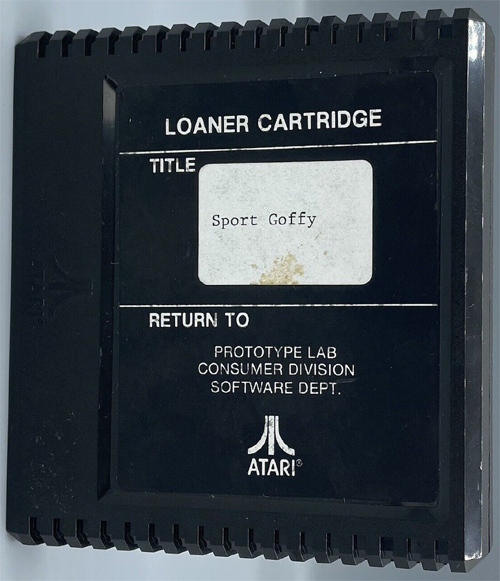 LOANER CARTRIDGE
TITLE
Sport Goffy
RETURN TO
PROTOTYPE LAB
CONSUMER DIVISION
SOFTWARE DEPT.
ATARI®